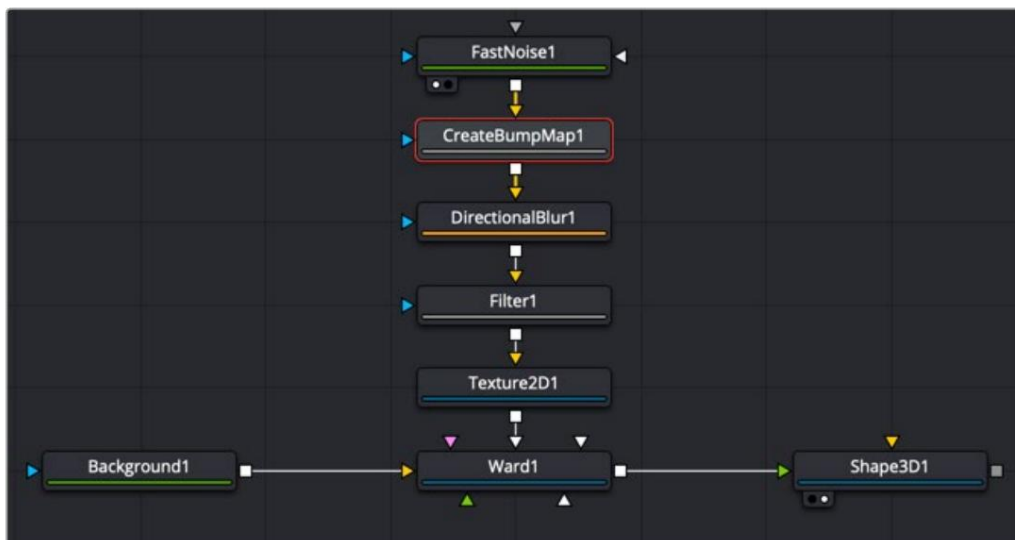 FastNoise1
CreateBumpMap1
DirectionalBlur1
Filter1
Texture2D1
Background1
Ward1
Shape3D1